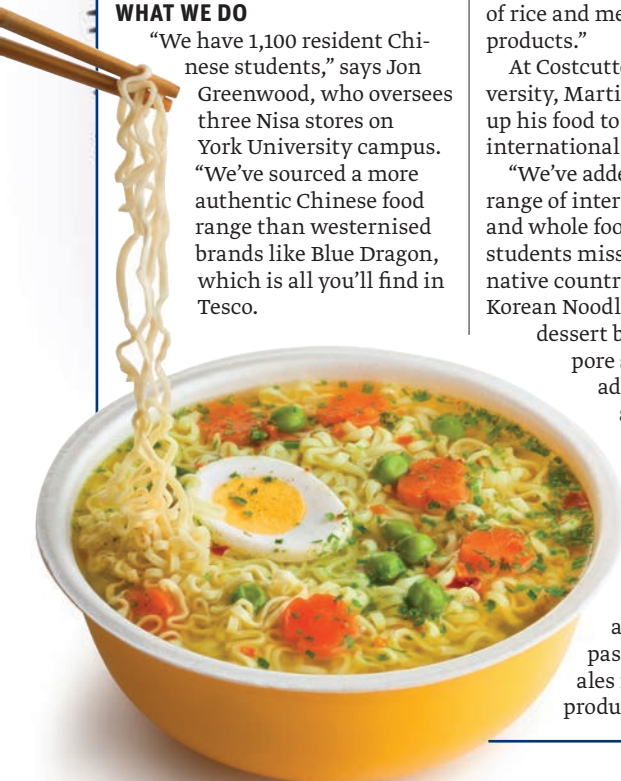 WHAT WE DO
"We have 1,100 resident Chi-
nese students," says Jon
Greenwood, who oversees
three Nisa stores on
York University campus.
"We've sourced a more
authentic Chinese food
range than westernised
brands like Blue Dragon,
which is all you'll find in
Tesco.
of rice and me
products."
At Costcutte
versity, Marti
up his food to
international
"We've adde
range of inter
and whole foo
students miss
native countr
Korean Noodl
dessert b
pore s
ad
a
pas
ales
produ